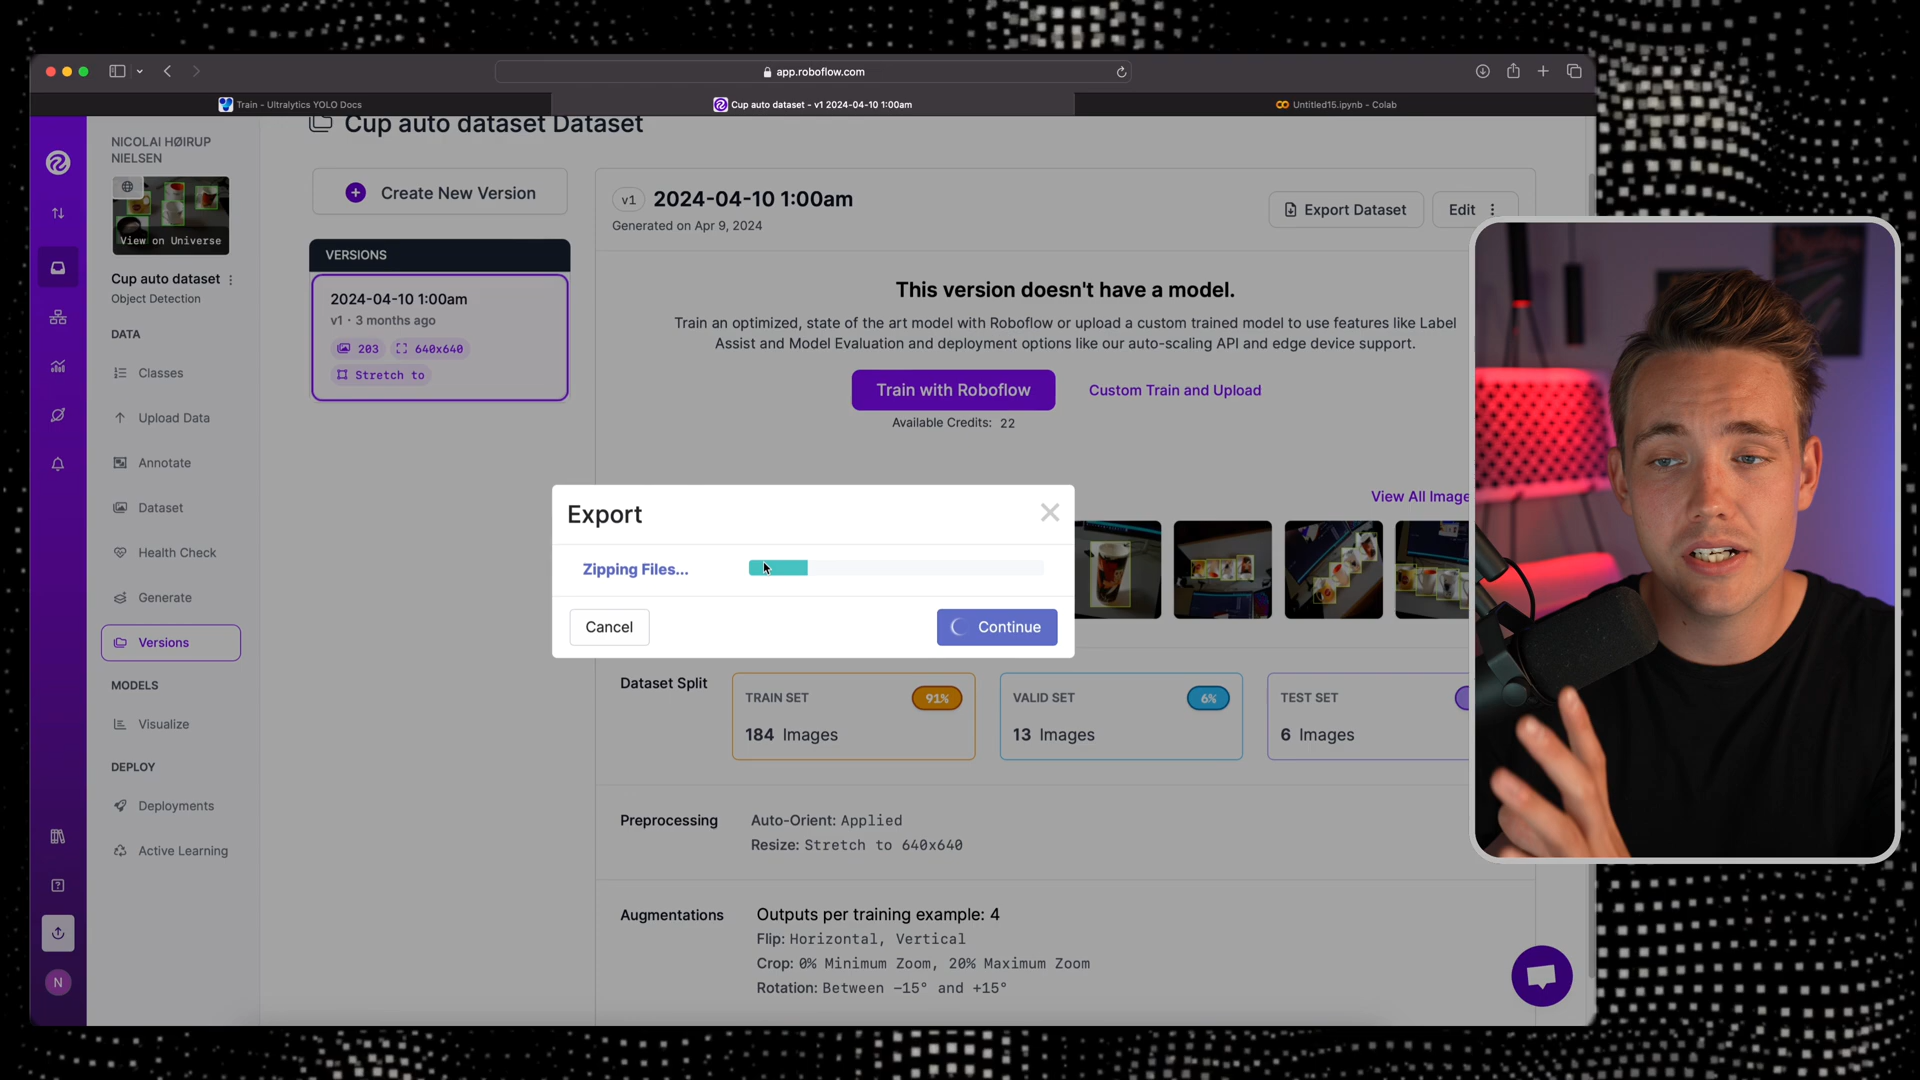 app.roboflow.com
Train - Ultralytics YOLO Docs
Cup auto dataset - v1 2024-04-10 1:00am
Untitled15.ipynb - Colab
NICOLAI HØIRUP
NIELSEN
View on Universe
Cup auto dataset
Object Detection
DATA
Classes
Upload Data
Annotate
Dataset
Health Check
Generate
Versions
MODELS
Visualize
DEPLOY
Deployments
Active Learning
N
Cup auto dataset Dataset
Create New Version
VERSIONS
2024-04-10 1:00am
v1 · 3 months ago
203 640x640
Stretch to
v1 2024-04-10 1:00am
Generated on Apr 9, 2024
Export Dataset
Edit
This version doesn't have a model.
Train an optimized, state of the art model with Roboflow or upload a custom trained model to use features like Label
Assist and Model Evaluation and deployment options like our auto-scaling API and edge device support.
Train with Roboflow
Custom Train and Upload
Available Credits: 22
View All Image
Export
Zipping Files...
Cancel
Continue
Dataset Split
TRAIN SET 91%
184 Images
VALID SET 6%
13 Images
TEST SET
6 Images
Preprocessing
Auto-Orient: Applied
Resize: Stretch to 640x640
Augmentations
Outputs per training example: 4
Flip: Horizontal, Vertical
Crop: 0% Minimum Zoom, 20% Maximum Zoom
Rotation: Between -15° and +15°